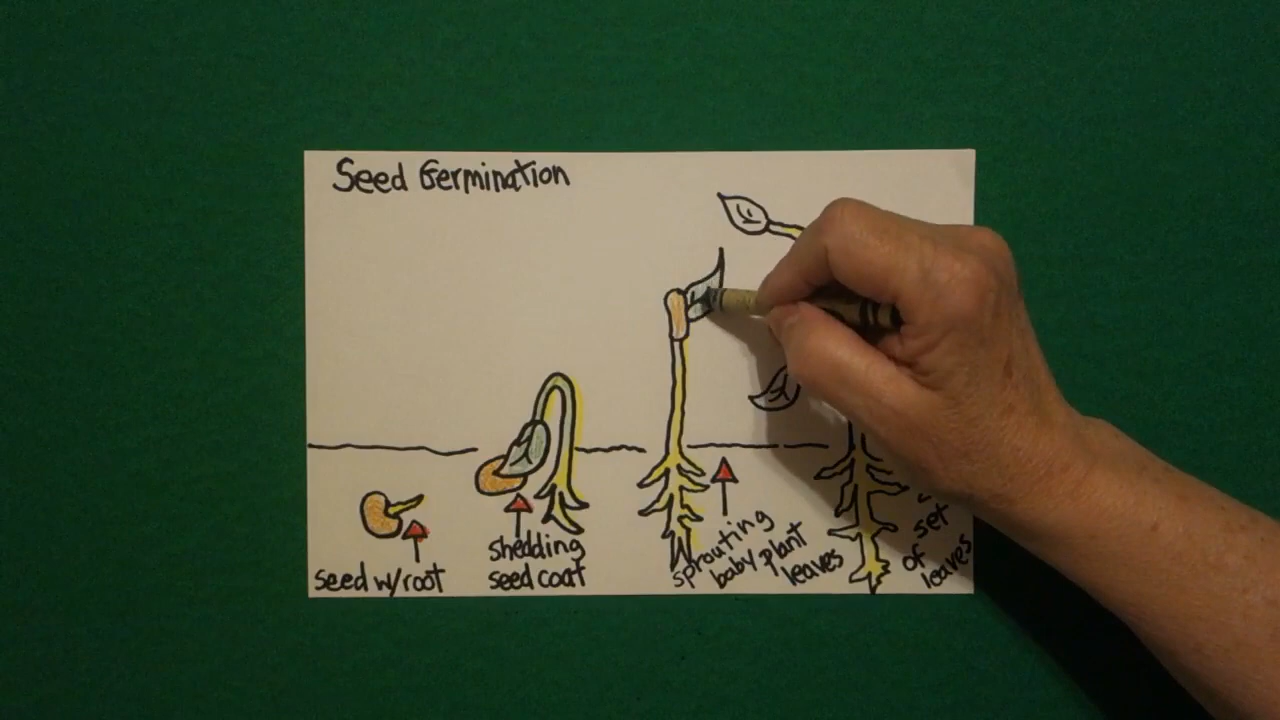 Seed Germination
seed w/root
shedding
seed coat
sprouting
baby plant
leaves
set
of
leaves